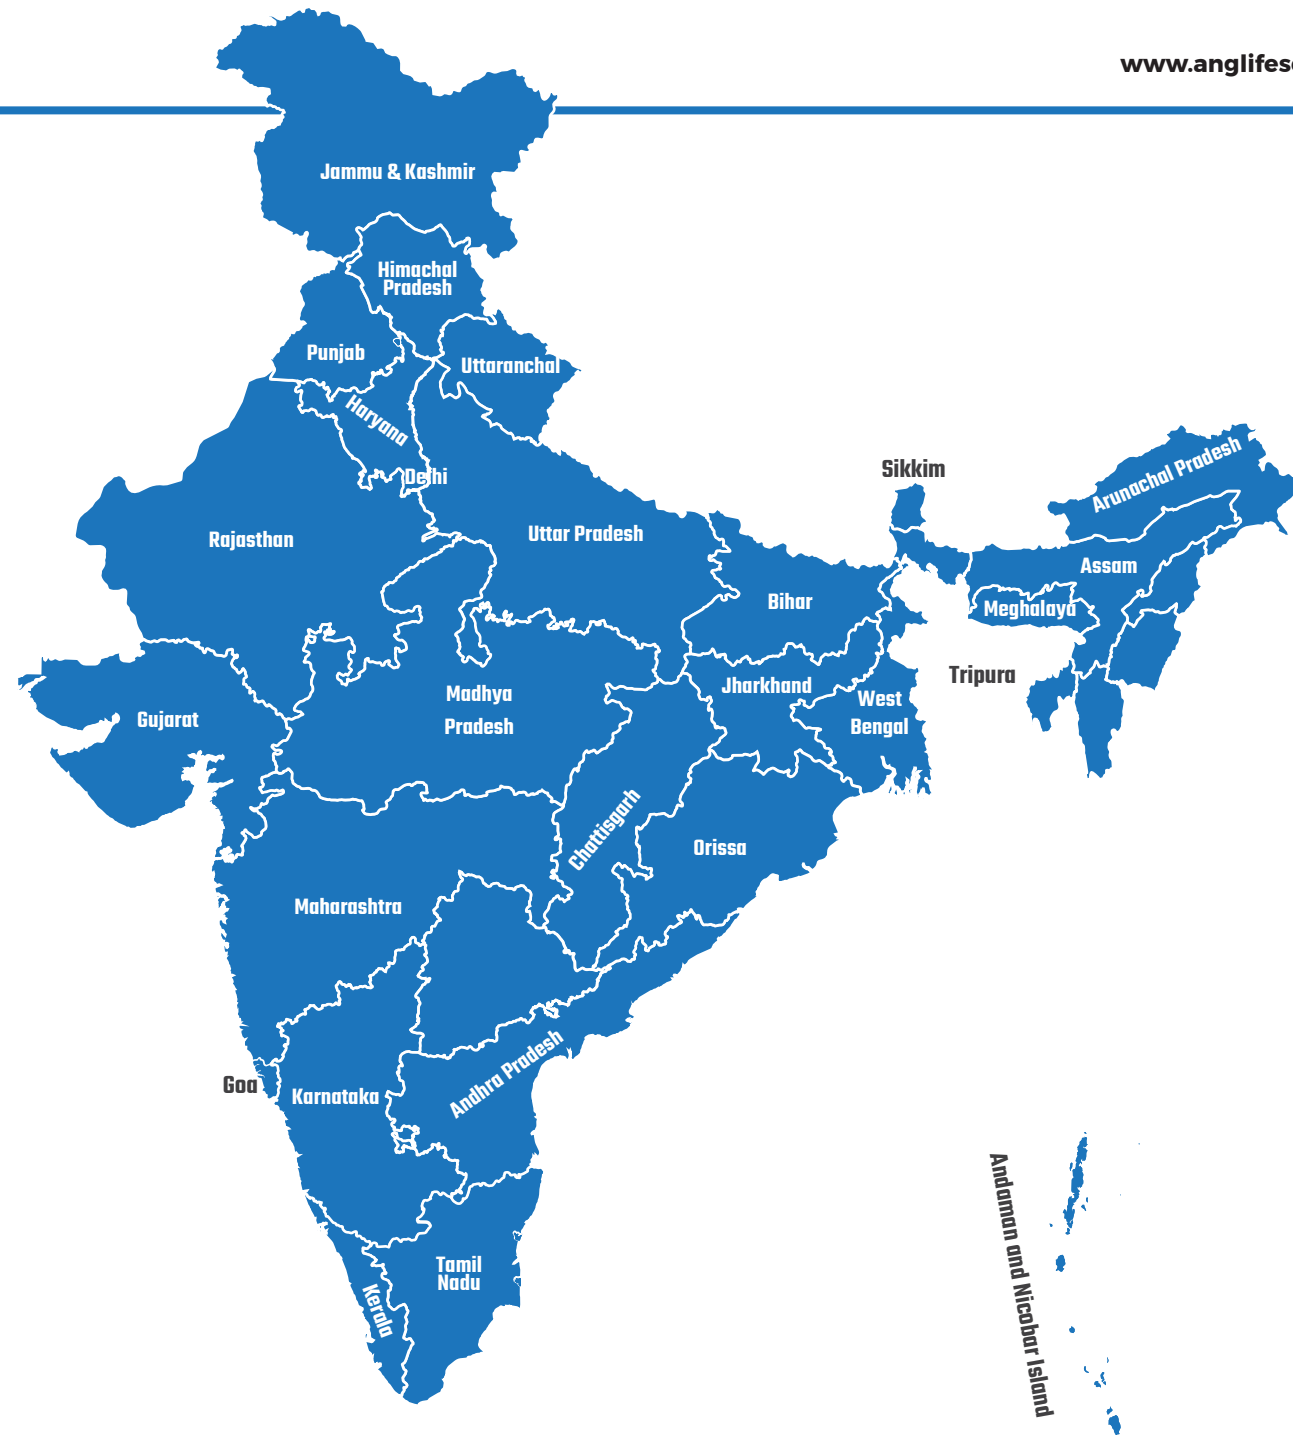 www.anglifes
Jammu & Kashmir
Himachal
Pradesh
Punjab
Uttaranchal
Haryana
Delhi
Sikkim
Arunachal Pradesh
Rajasthan
Uttar Pradesh
Assam
Bihar
Meghalaya
Tripura
Jharkhand
Madhya
Pradesh
West
Bengal
Gujarat
Chattisgarh
Orissa
Maharashtra
Andhra Pradesh
Goa
Karnataka
Tamil
Nadu
Kerala
Andaman and Nicobar Island